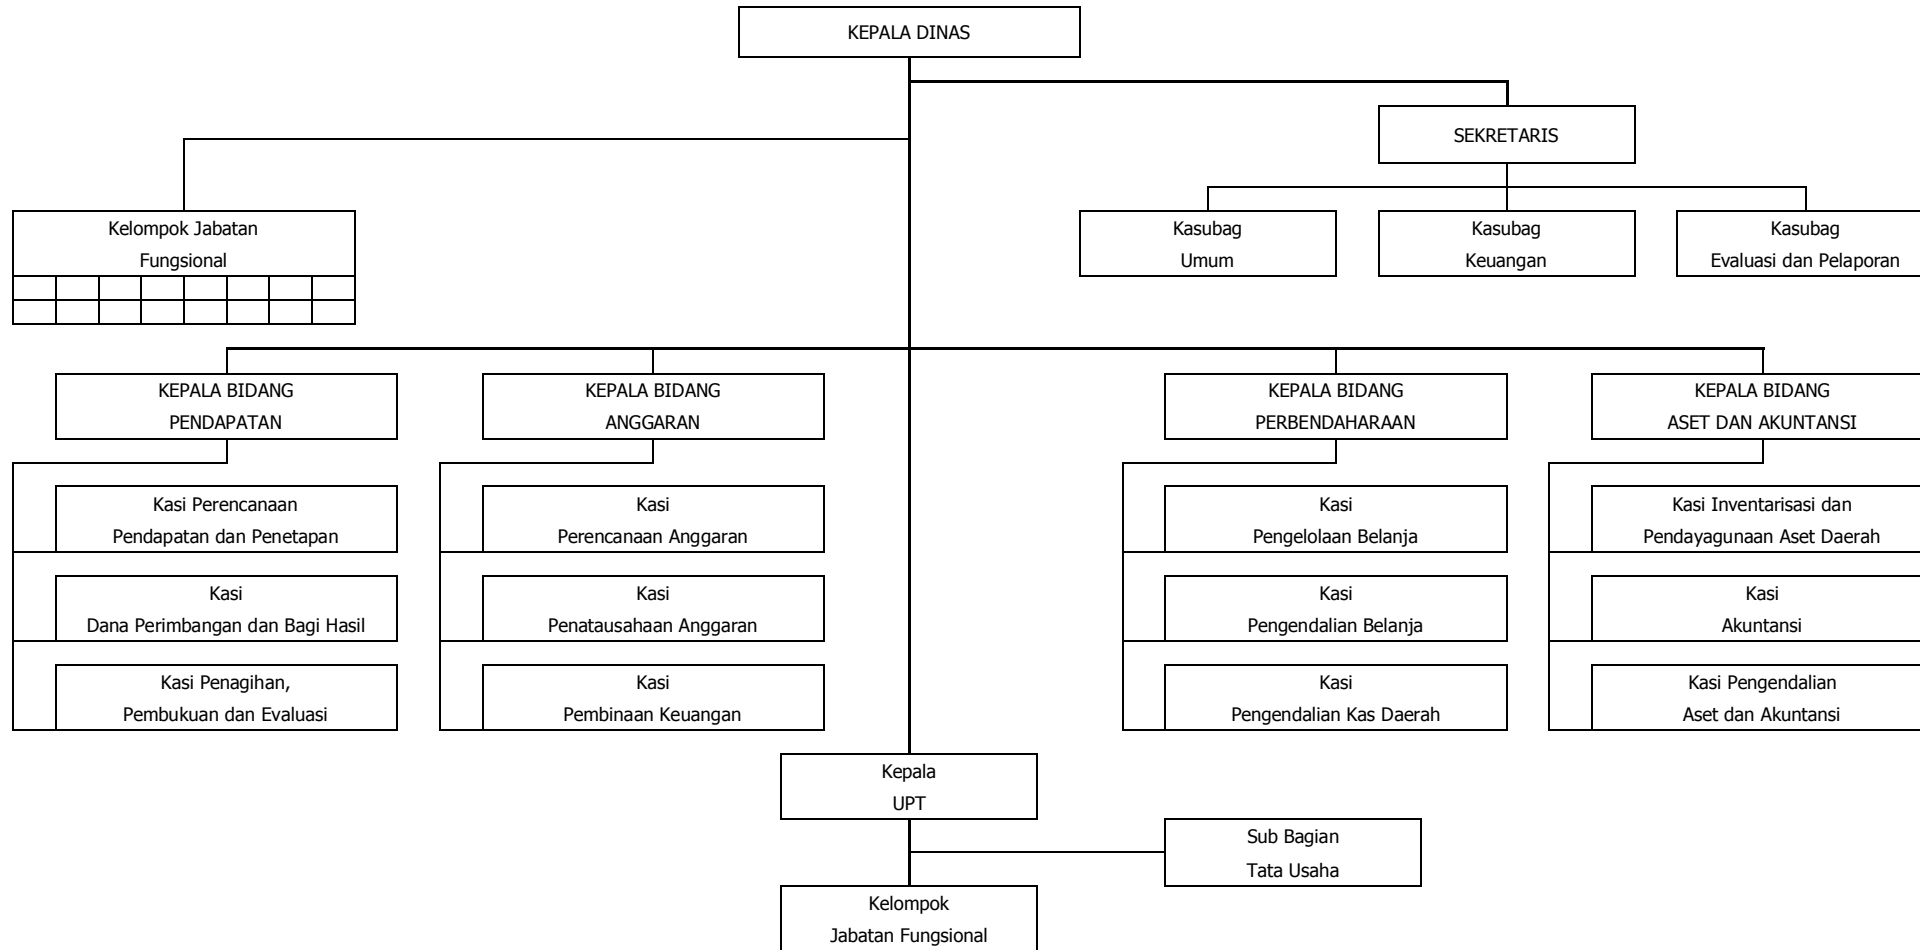 KEPALA DINAS
SEKRETARIS
Kelompok Jabatan
Fungsional
Kasubag
Umum
Kasubag
Keuangan
Kasubag
Evaluasi dan Pelaporan
KEPALA BIDANG
PENDAPATAN
KEPALA BIDANG
ANGGARAN
KEPALA BIDANG
PERBENDAHARAAN
KEPALA BIDANG
ASET DAN AKUNTANSI
Kasi Perencanaan
Pendapatan dan Penetapan
Kasi
Perencanaan Anggaran
Kasi
Pengelolaan Belanja
Kasi Inventarisasi dan
Pendayagunaan Aset Daerah
Kasi
Dana Perimbangan dan Bagi Hasil
Kasi
Penatausahaan Anggaran
Kasi
Pengendalian Belanja
Kasi
Akuntansi
Kasi Penagihan,
Pembukuan dan Evaluasi
Kasi
Pembinaan Keuangan
Kasi
Pengendalian Kas Daerah
Kasi Pengendalian
Aset dan Akuntansi
Kepala
UPT
Sub Bagian
Tata Usaha
Kelompok
Jabatan Fungsional